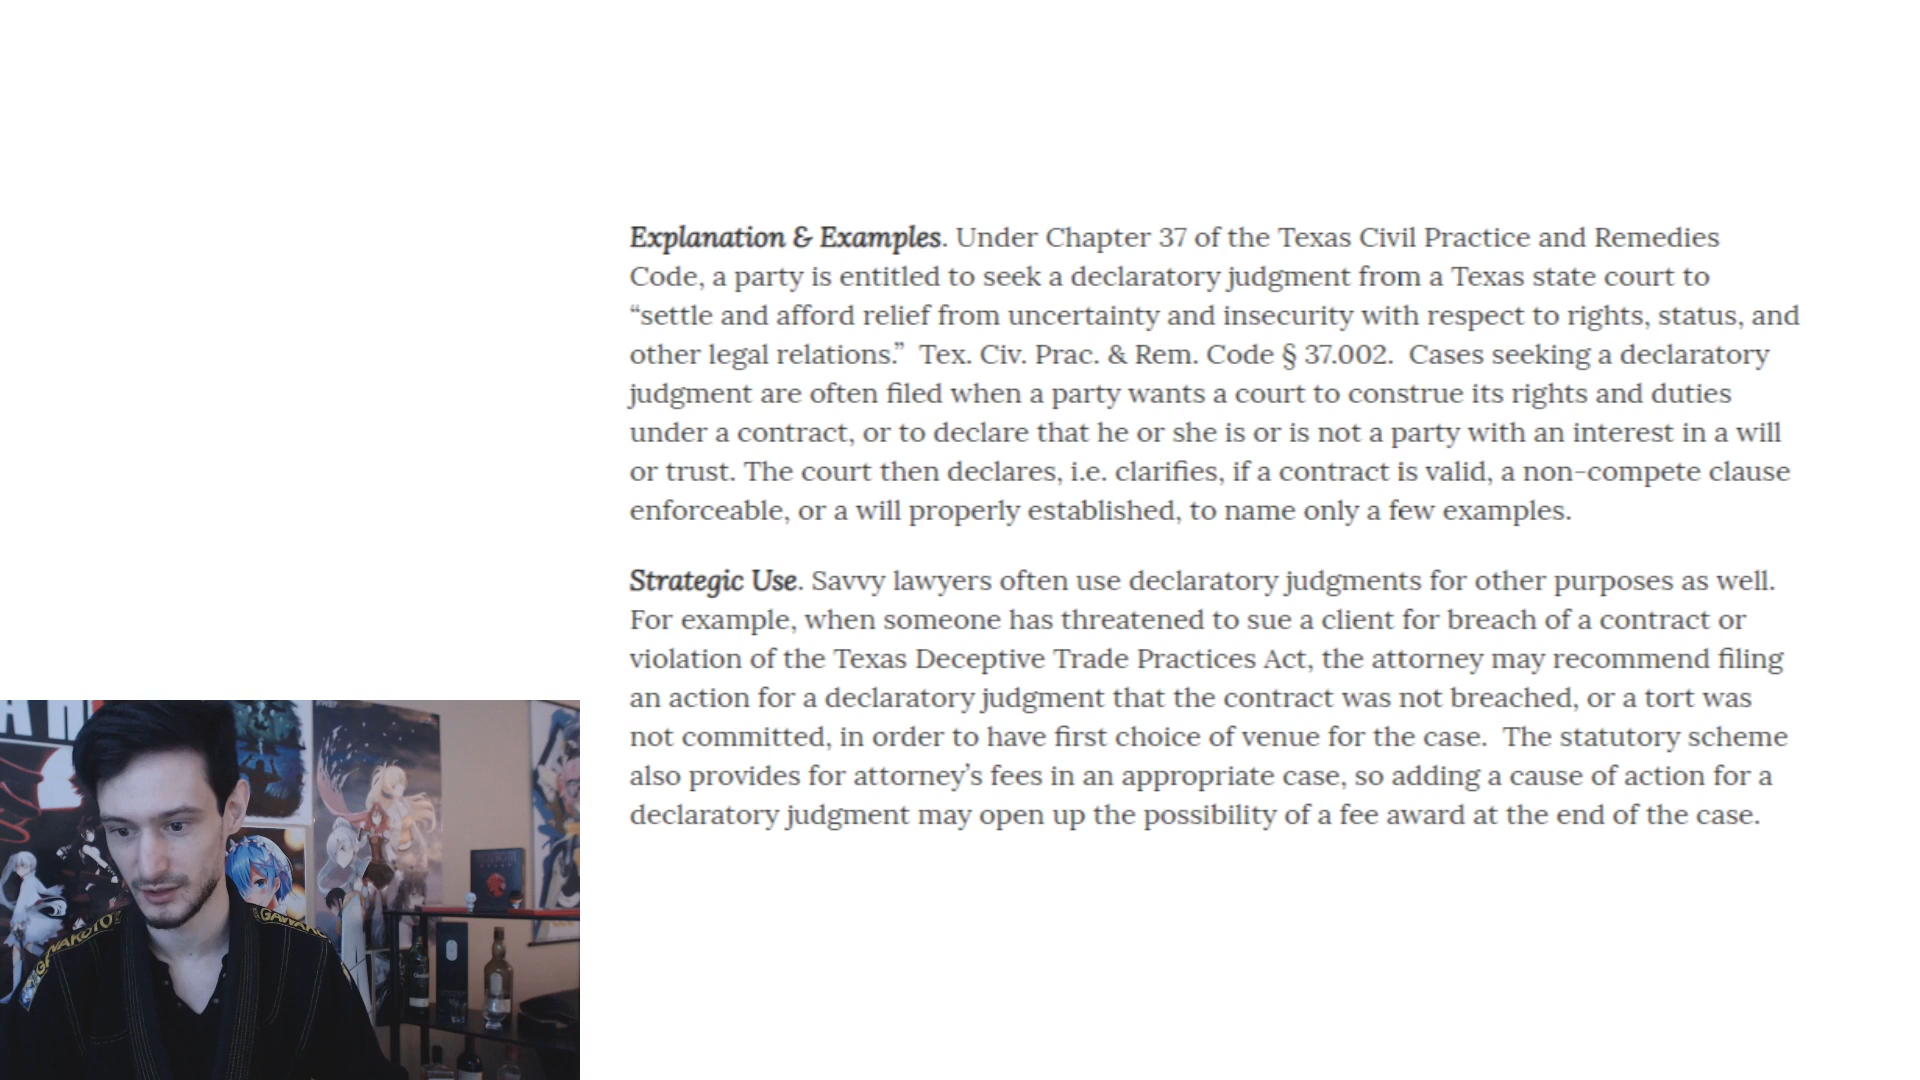 Explanation & Examples. Under Chapter 37 of the Texas Civil Practice and Remedies
Code, a party is entitled to seek a declaratory judgment from a Texas state court to
“settle and afford relief from uncertainty and insecurity with respect to rights, status, and
other legal relations.”  Tex. Civ. Prac. & Rem. Code § 37.002.  Cases seeking a declaratory
judgment are often filed when a party wants a court to construe its rights and duties
under a contract, or to declare that he or she is or is not a party with an interest in a will
or trust. The court then declares, i.e. clarifies, if a contract is valid, a non-compete clause
enforceable, or a will properly established, to name only a few examples.
Strategic Use. Savvy lawyers often use declaratory judgments for other purposes as well.
For example, when someone has threatened to sue a client for breach of a contract or
violation of the Texas Deceptive Trade Practices Act, the attorney may recommend filing
an action for a declaratory judgment that the contract was not breached, or a tort was
not committed, in order to have first choice of venue for the case.  The statutory scheme
also provides for attorney’s fees in an appropriate case, so adding a cause of action for a
declaratory judgment may open up the possibility of a fee award at the end of the case.